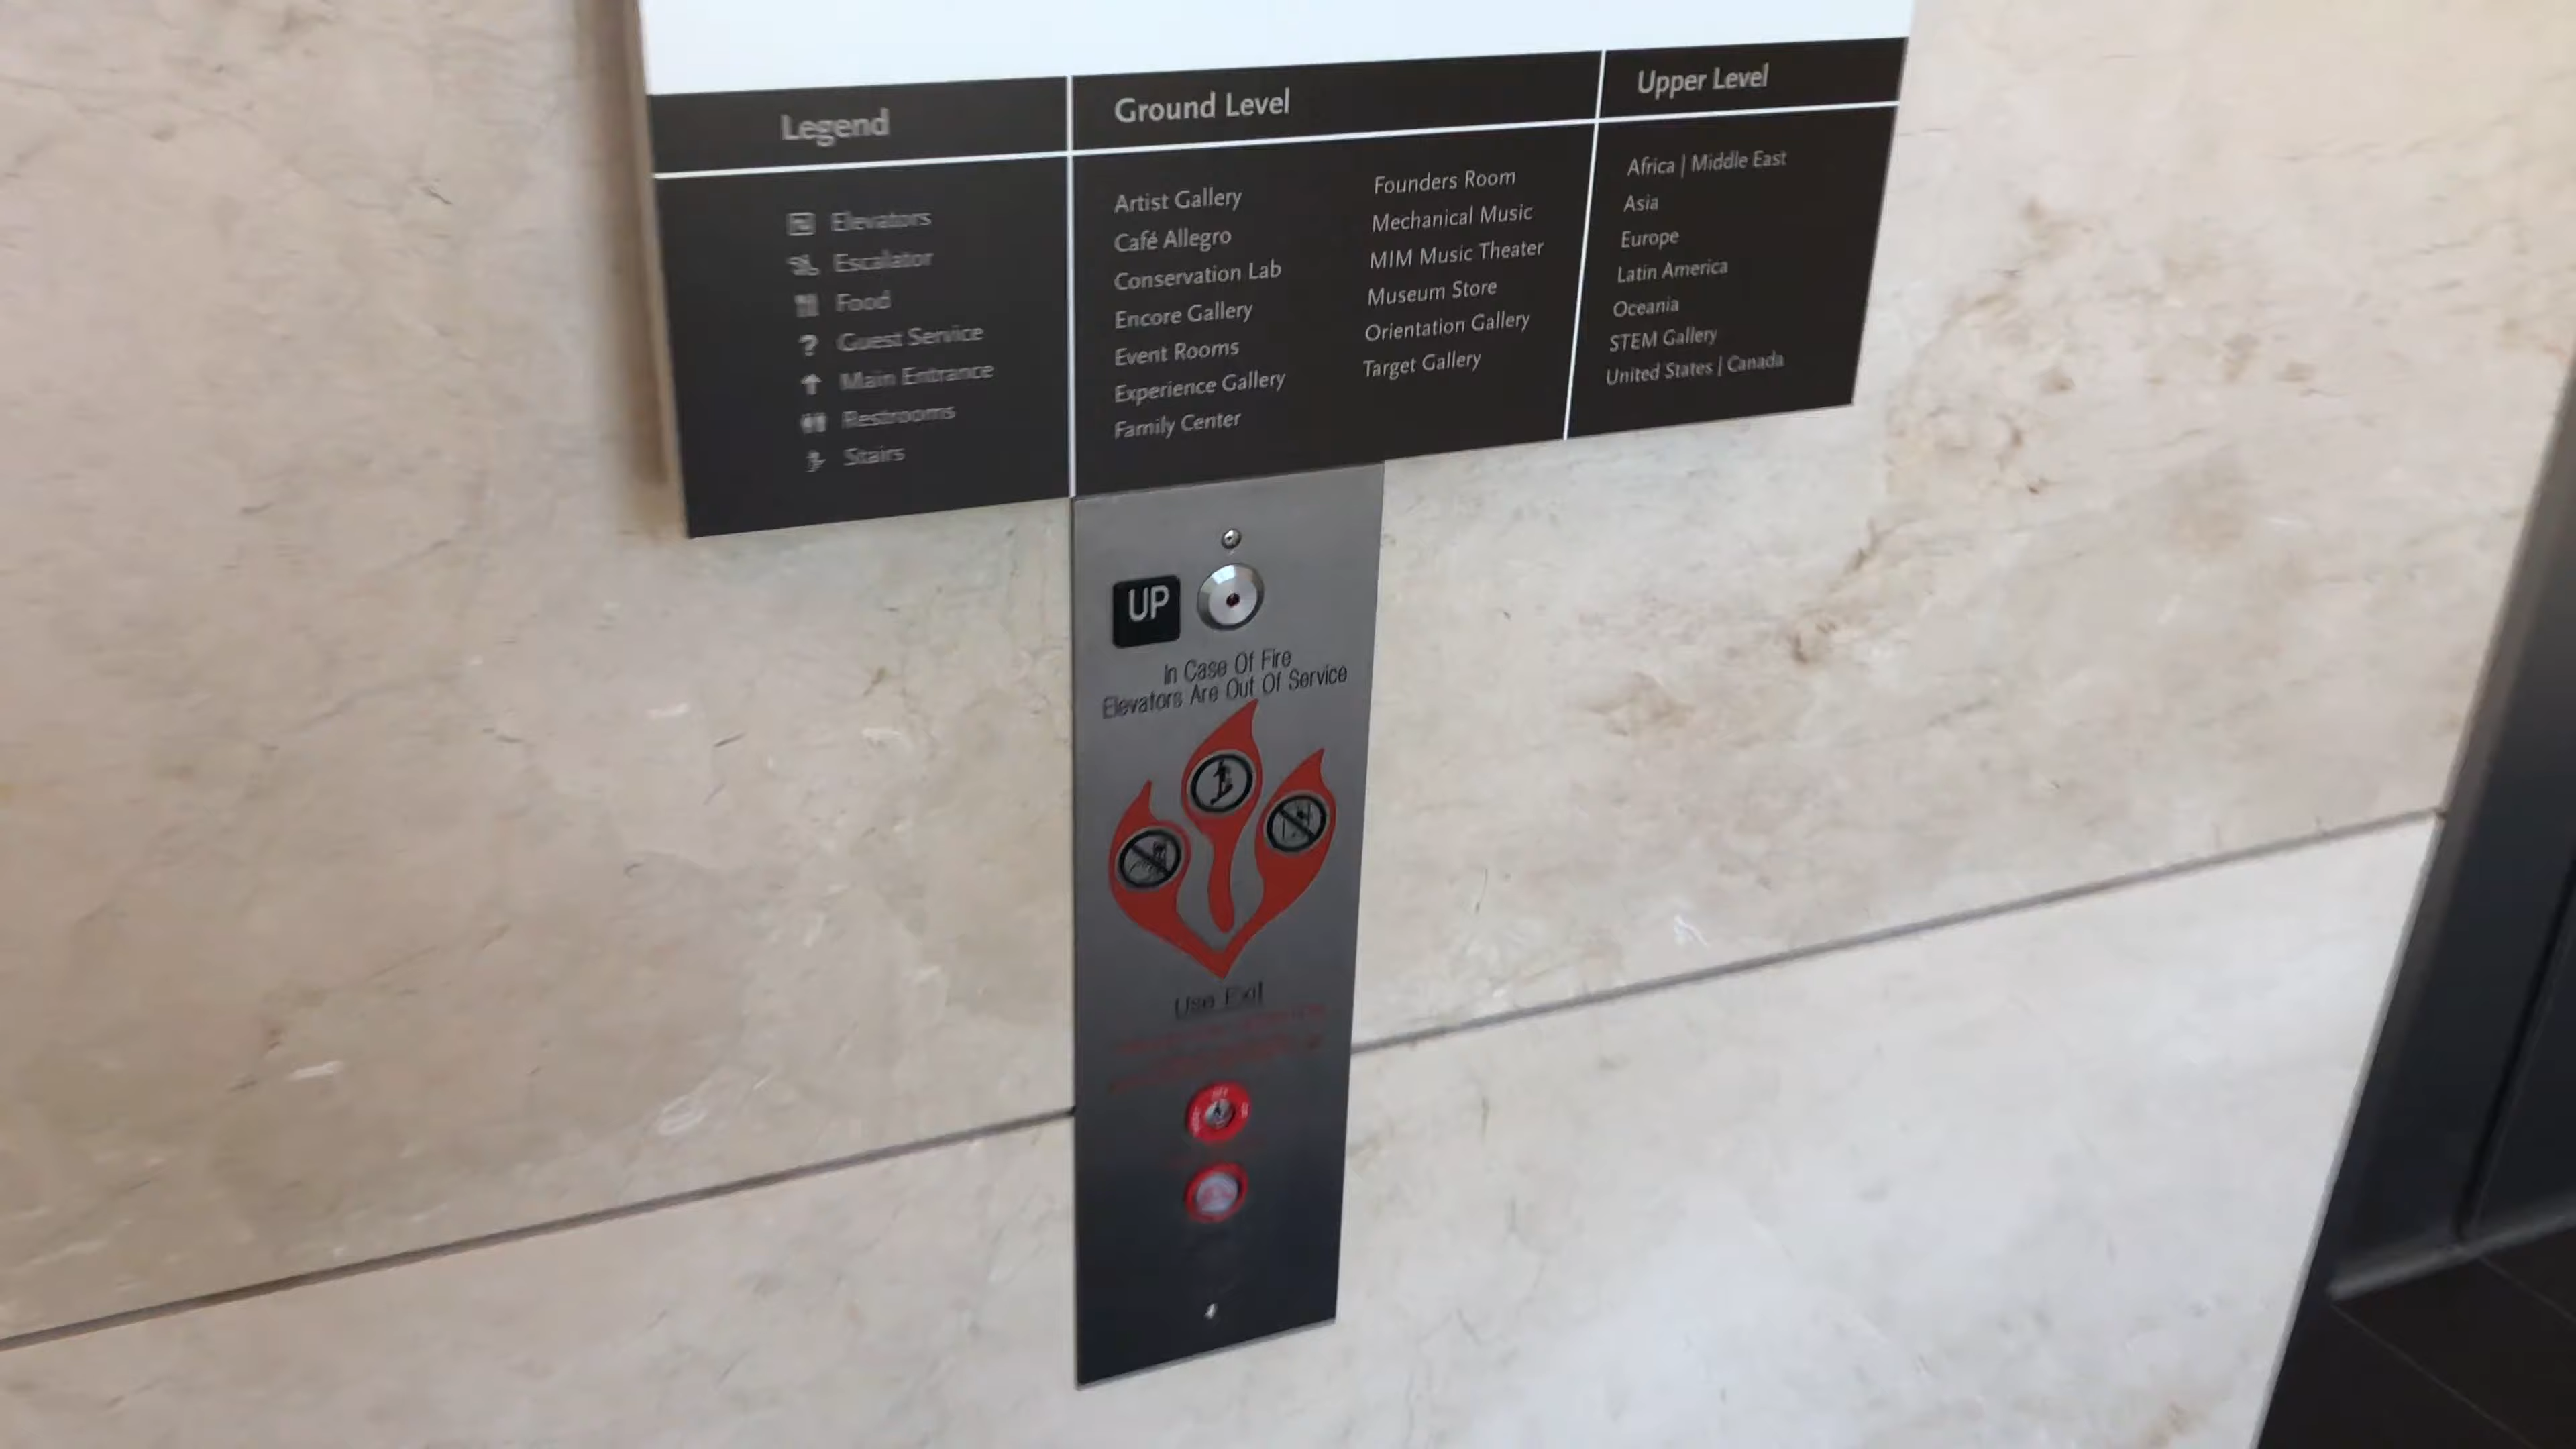 Legend
Elevators
Escalator
Food
? Guest Service
Main Entrance
Restrooms
Stairs
Ground Level
Artist Gallery
Café Allegro
Conservation Lab
Encore Gallery
Event Rooms
Experience Gallery
Family Center
Founders Room
Mechanical Music
MIM Music Theater
Museum Store
Orientation Gallery
Target Gallery
Upper Level
Africa | Middle East
Asia
Europe
Latin America
Oceania
STEM Gallery
United States | Canada
UP
In Case Of Fire
Elevators Are Out Of Service
Use Exit